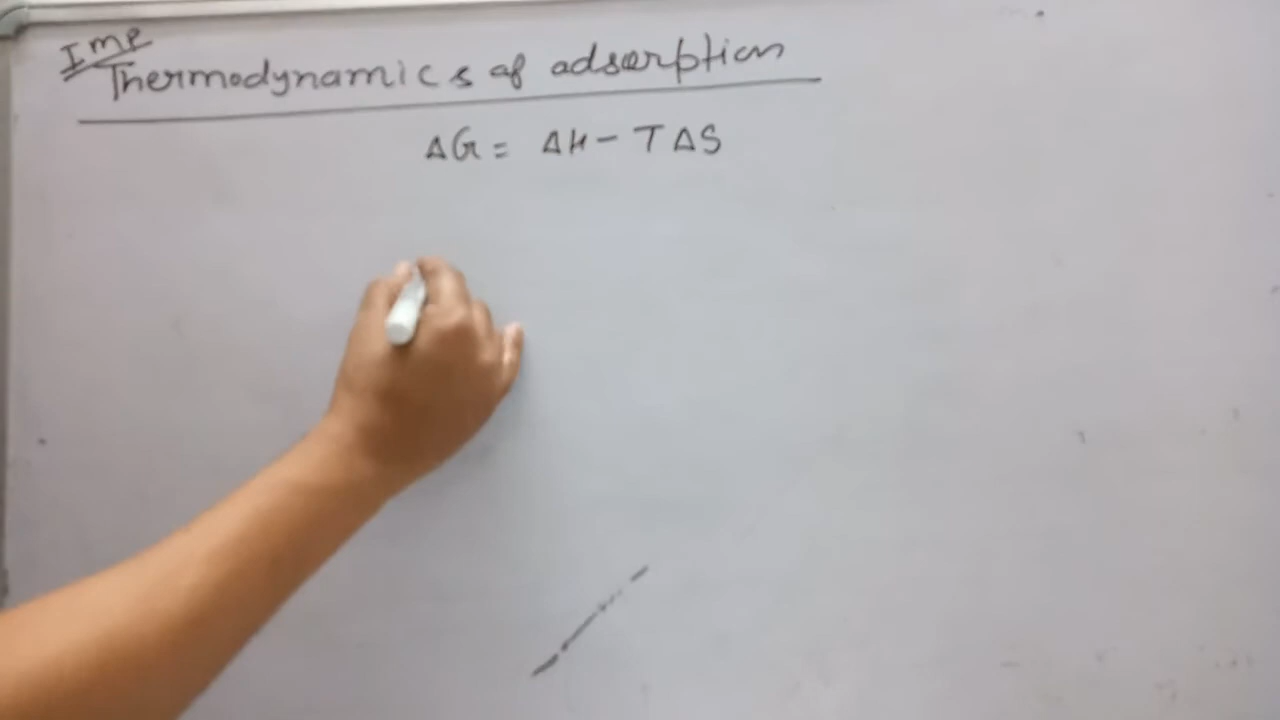 Imp
Thermodynamics of adsorption
ΔG = ΔH - TΔS